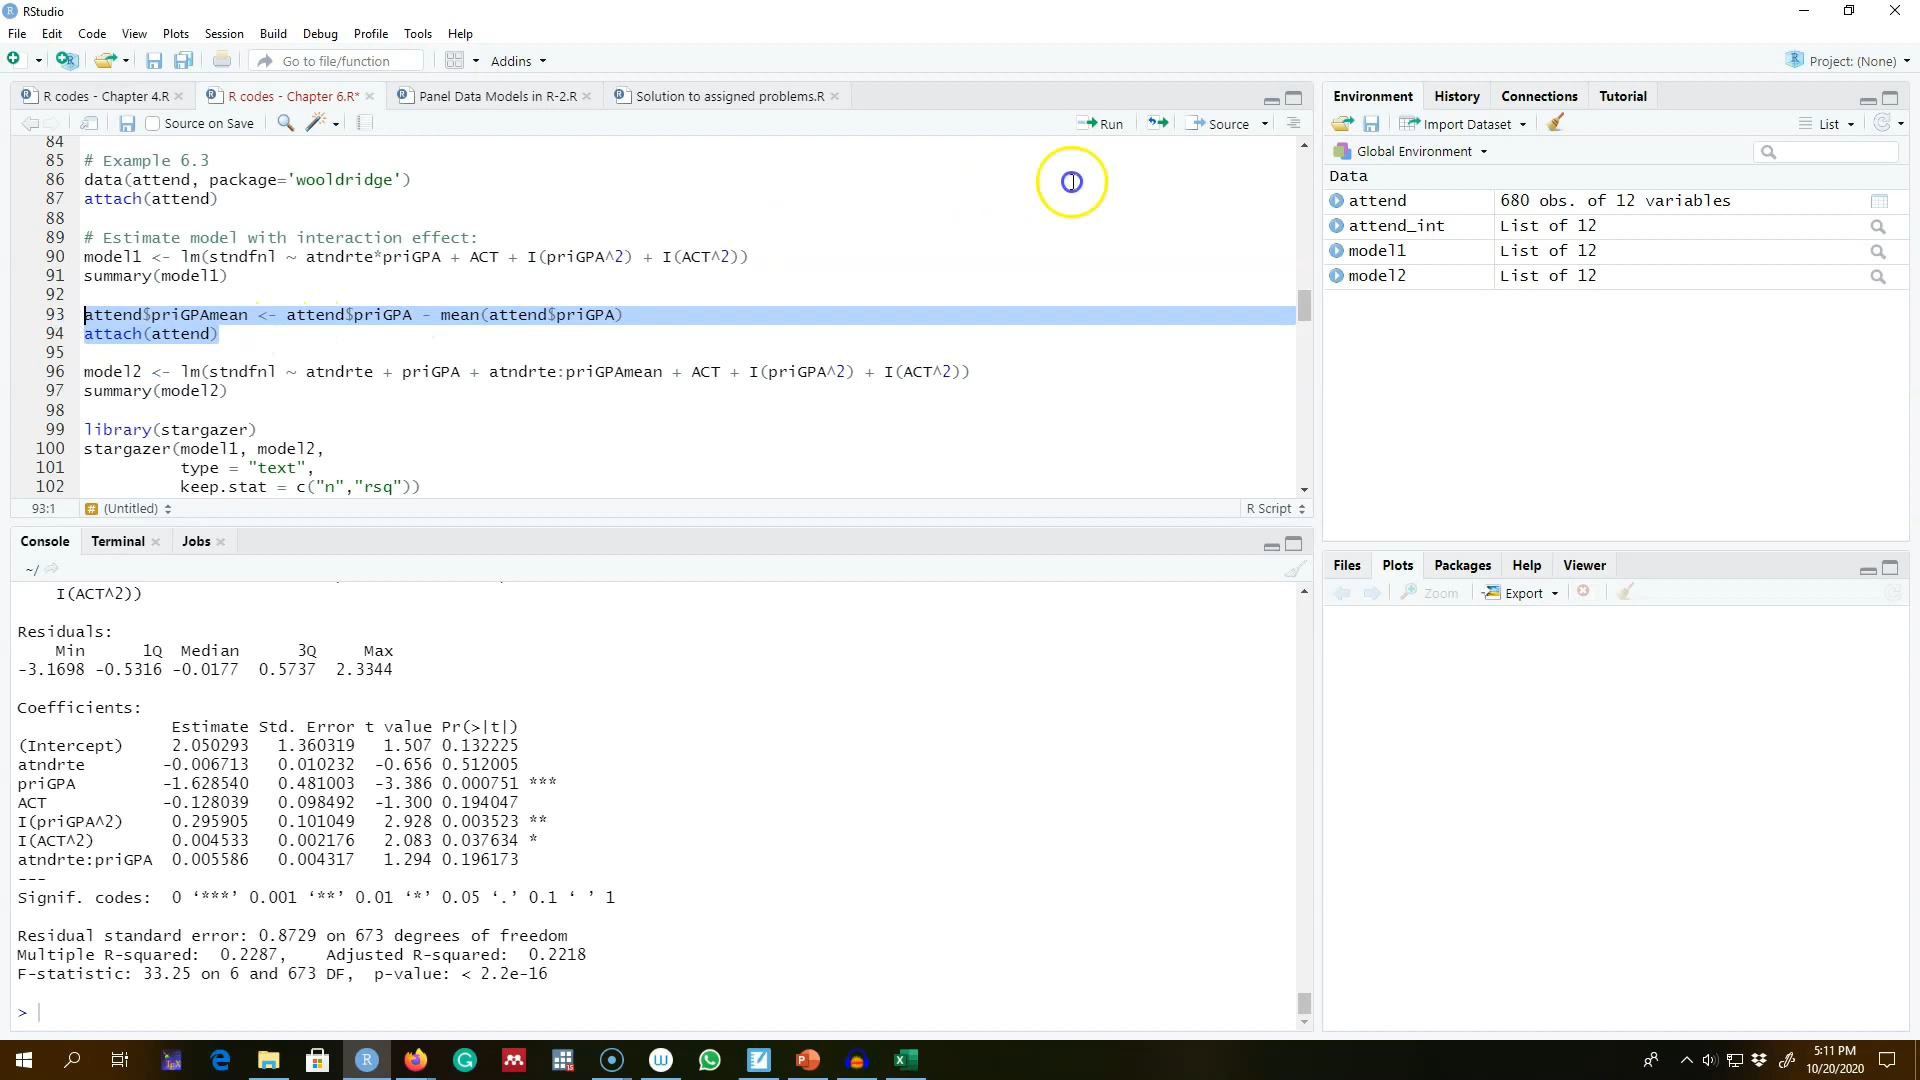 RStudio
File Edit Code View Plots Session Build Debug Profile Tools Help
Go to file/function Addins Project: (None)
R codes - Chapter 4.R R codes - Chapter 6.R* Panel Data Models in R-2.R Solution to assigned problems.R
Source on Save Run Source
84
85 # Example 6.3
86 data(attend, package='wooldridge')
87 attach(attend)
88
89 # Estimate model with interaction effect:
90 model1 <- lm(stndfnl ~ atndrte*priGPA + ACT + I(priGPA^2) + I(ACT^2))
91 summary(model1)
92
93 attend$priGPAmean <- attend$priGPA - mean(attend$priGPA)
94 attach(attend)
95
96 model2 <- lm(stndfnl ~ atndrte + priGPA + atndrte:priGPAmean + ACT + I(priGPA^2) + I(ACT^2))
97 summary(model2)
98
99 library(stargazer)
100 stargazer(model1, model2,
101 type = "text",
102 keep.stat = c("n","rsq"))
93:1 # (Untitled) R Script
Console Terminal Jobs
~/
I(ACT^2))
Residuals:
Min 1Q Median 3Q Max
-3.1698 -0.5316 -0.0177 0.5737 2.3344
Coefficients:
Estimate Std. Error t value Pr(>|t|)
(Intercept) 2.050293 1.360319 1.507 0.132225
atndrte -0.006713 0.010232 -0.656 0.512005
priGPA -1.628540 0.481003 -3.386 0.000751 ***
ACT -0.128039 0.098492 -1.300 0.194047
I(priGPA^2) 0.295905 0.101049 2.928 0.003523 **
I(ACT^2) 0.004533 0.002176 2.083 0.037634 *
atndrte:priGPA 0.005586 0.004317 1.294 0.196173
---
Signif. codes: 0 ‘***’ 0.001 ‘**’ 0.01 ‘*’ 0.05 ‘.’ 0.1 ‘ ’ 1
Residual standard error: 0.8729 on 673 degrees of freedom
Multiple R-squared: 0.2287, Adjusted R-squared: 0.2218
F-statistic: 33.25 on 6 and 673 DF, p-value: < 2.2e-16
>
Environment History Connections Tutorial
Import Dataset List
Global Environment
Data
attend 680 obs. of 12 variables
attend_int List of 12
model1 List of 12
model2 List of 12
Files Plots Packages Help Viewer
Zoom Export
5:11 PM
10/20/2020